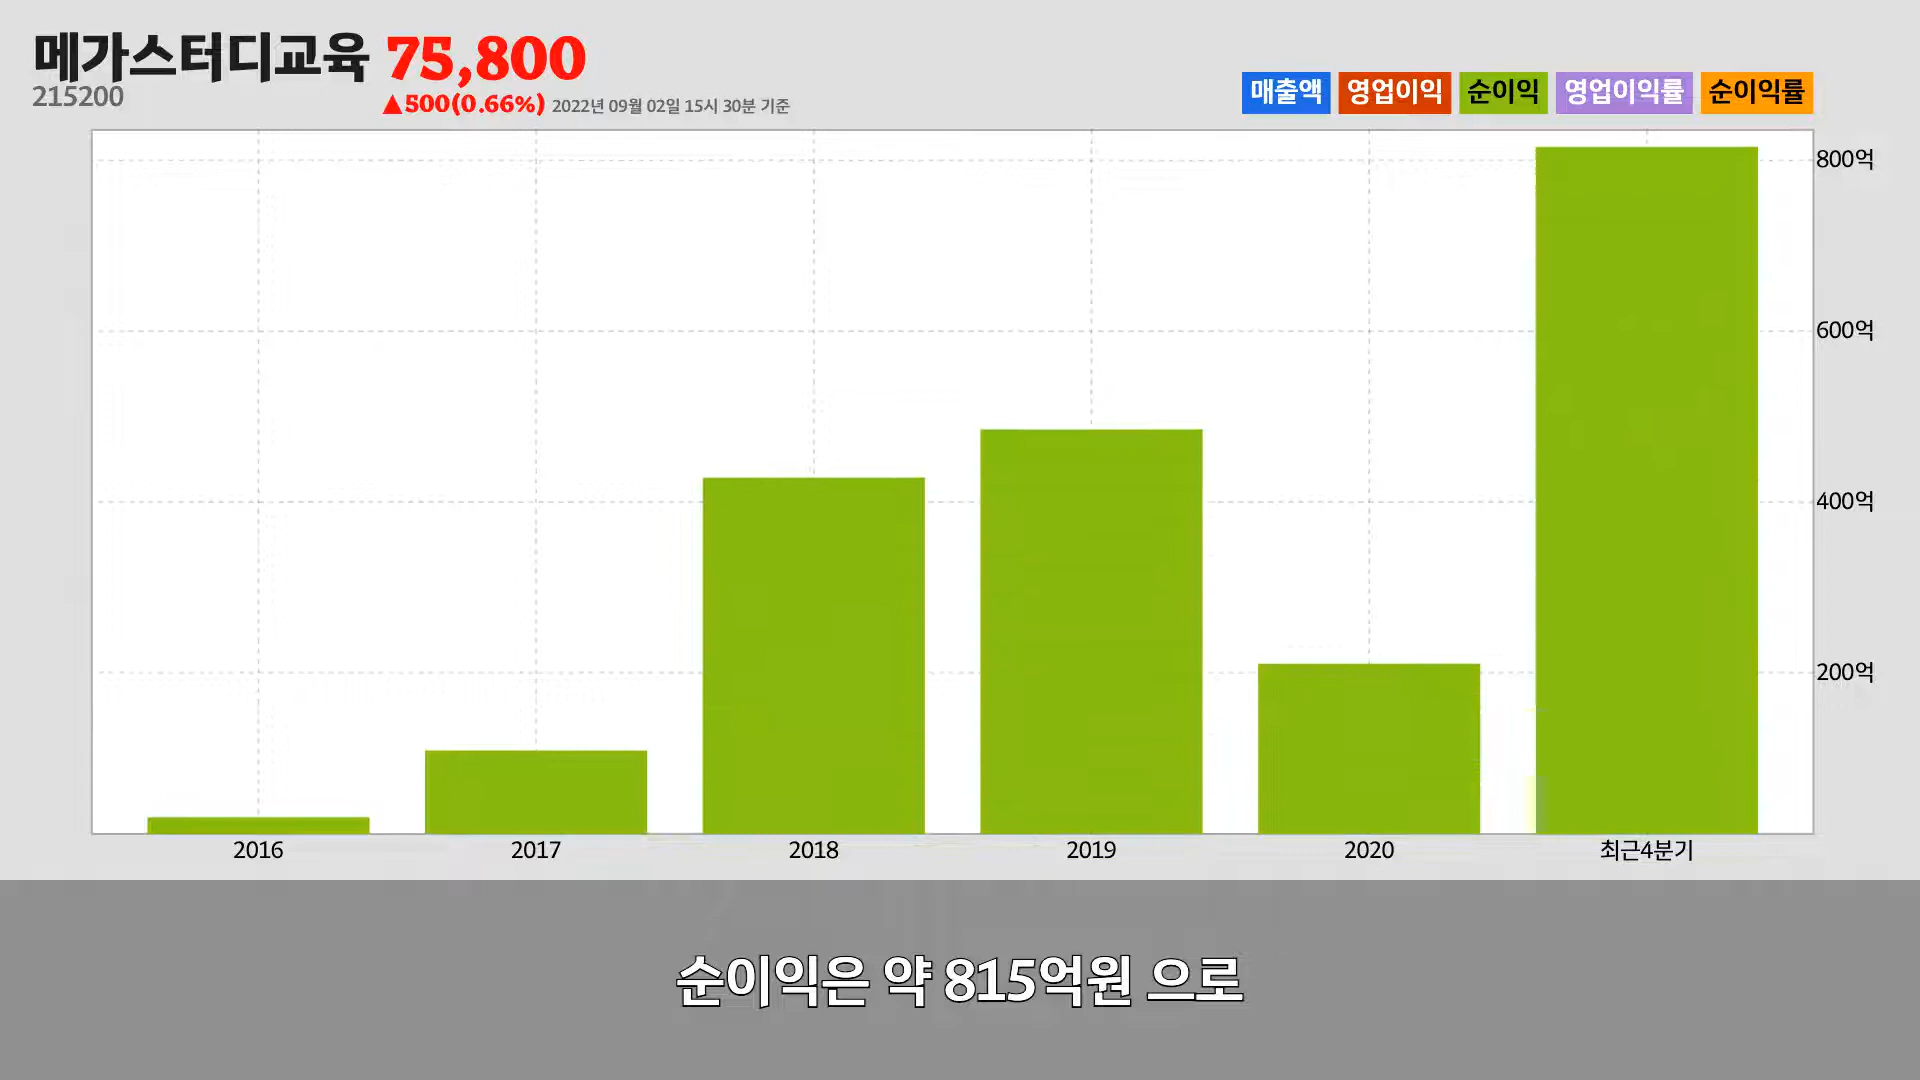 메가스터디교육 75,800
215200
▲500(0.66%) 2022년 09월 02일 15시 30분 기준
매출액 영업이익 순이익 영업이익률 순이익률
800억
600억
400억
200억
2016 2017 2018 2019 2020 최근4분기
순이익은 약 815억원 으로